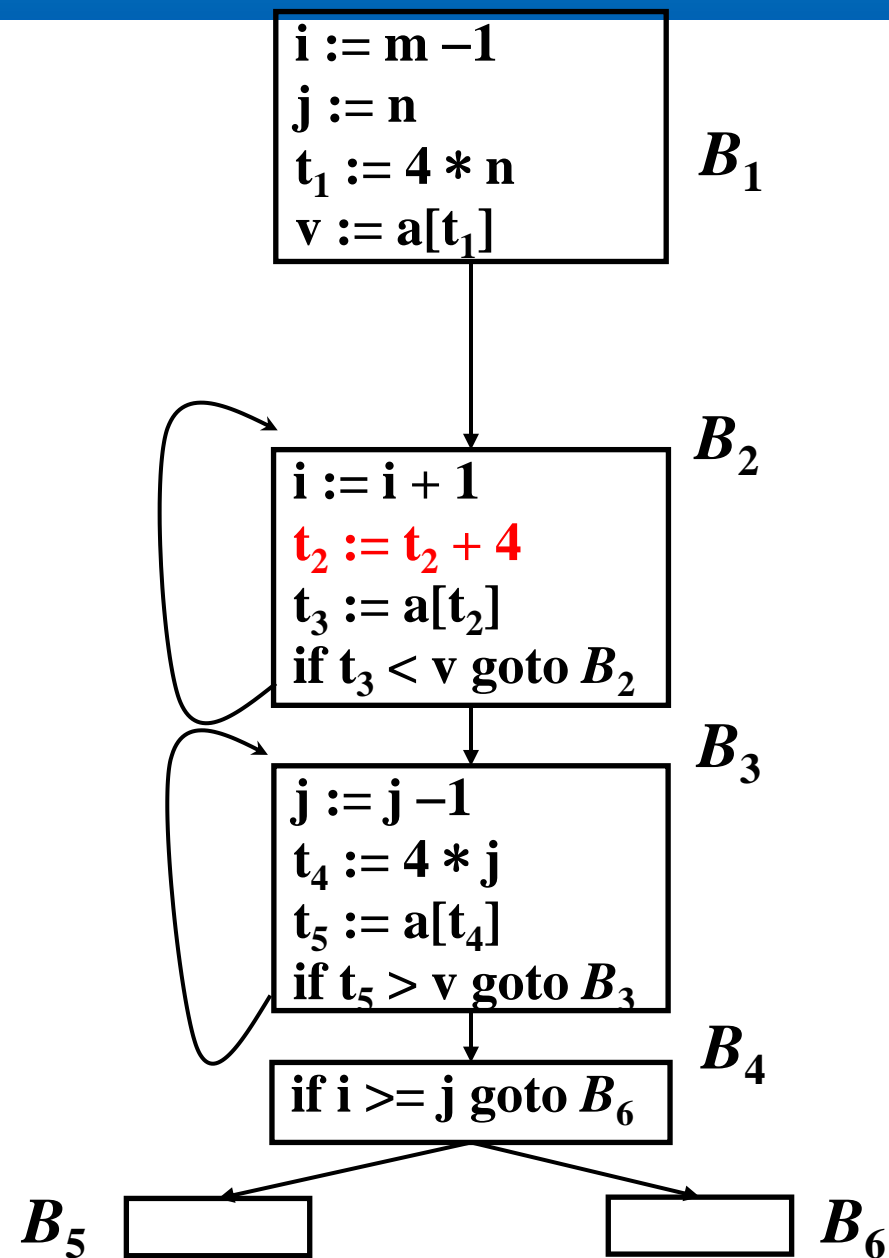 i := m −1
j := n
t₁ := 4 * n
v := a[t₁]
B₁
B₂
i := i + 1
t₂ := t₂ + 4
t₃ := a[t₂]
if t₃ < v goto B₂
B₃
j := j −1
t₄ := 4 * j
t₅ := a[t₄]
if t₅ > v goto B₃
B₄
if i >= j goto B₆
B₅
B₆